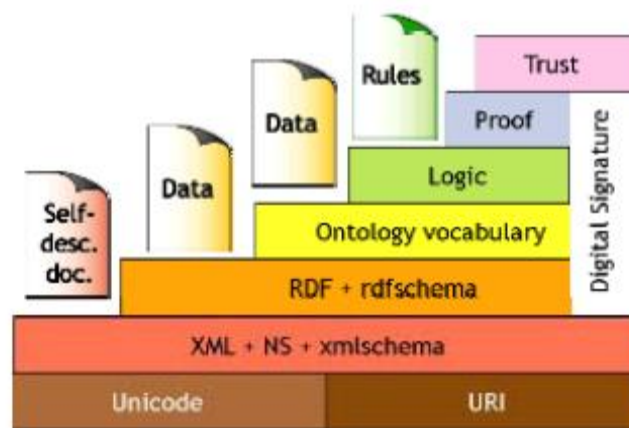 Rules
Trust
Data
Proof
Data
Logic
Digital Signature
Self-
desc.
doc.
Ontology vocabulary
RDF + rdfschema
XML + NS + xmlschema
Unicode
URI